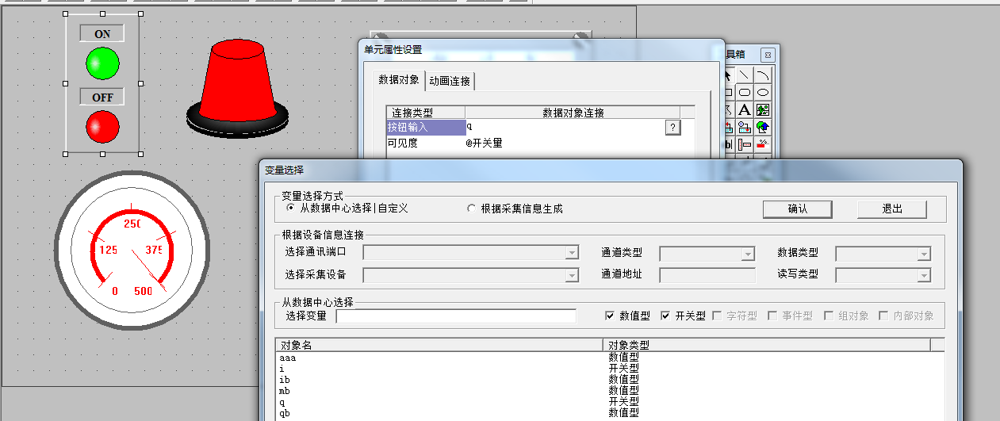 ON
OFF
250
125
375
0
500
单元属性设置
具箱
数据对象 动画连接
连接类型 数据对象连接
按钮输入 q ?
可见度 @开关量
变量选择
变量选择方式
从数据中心选择|自定义 根据采集信息生成 确认 退出
根据设备信息连接
选择通讯端口 通道类型 数据类型
选择采集设备 通道地址 读写类型
从数据中心选择
选择变量 数值型 开关型 字符型 事件型 组对象 内部对象
对象名 对象类型
aaa 数值型
i 开关型
ib 数值型
mb 数值型
q 开关型
qb 数值型